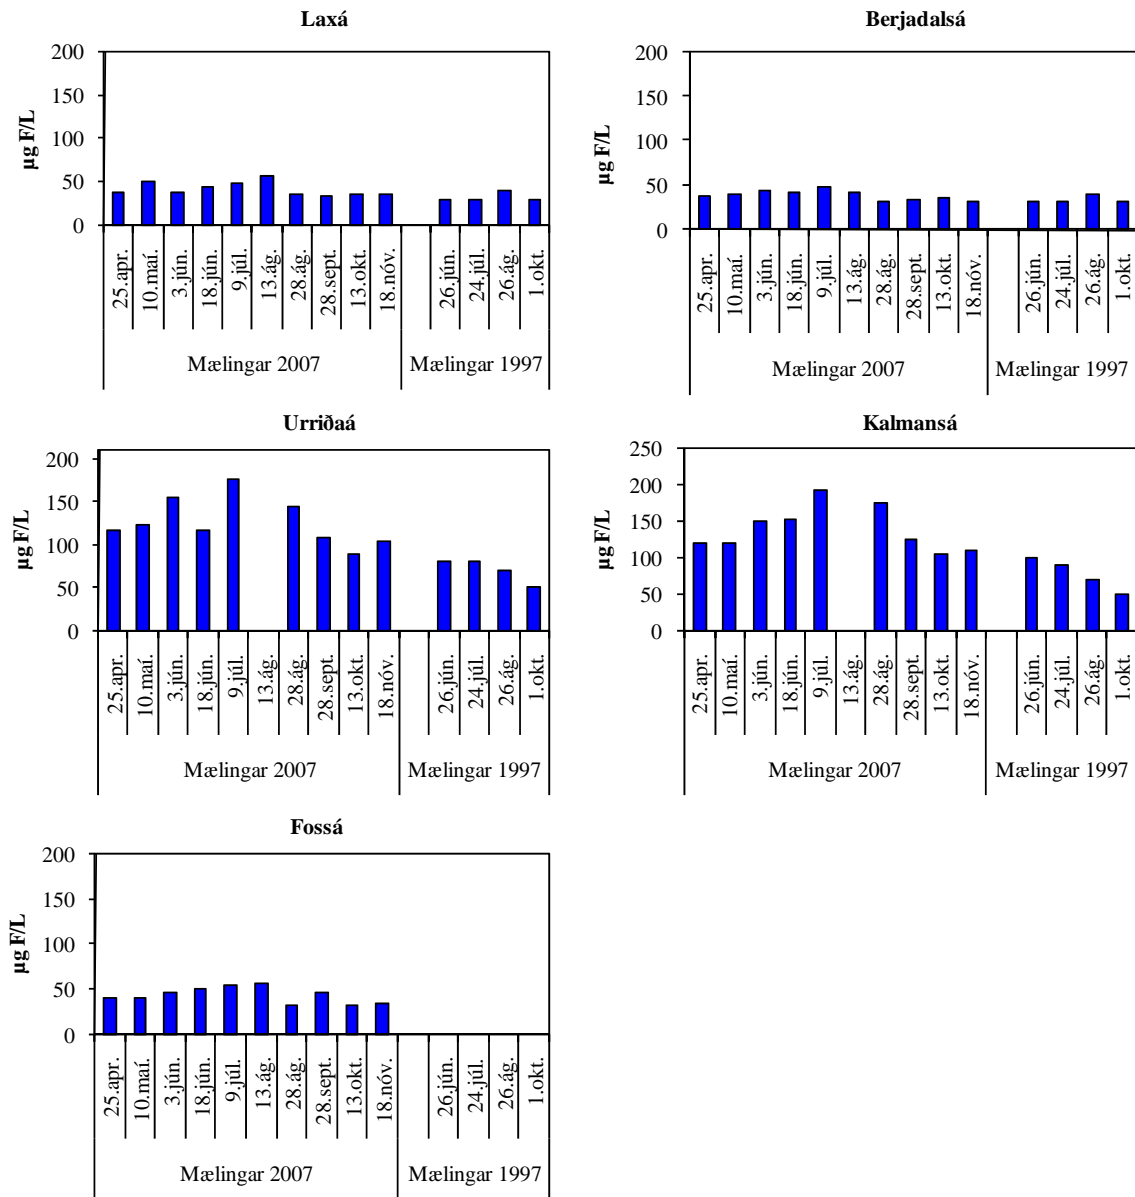 Laxá
µg F/L
200
150
100
50
0
25.apr.
10.maí.
3.jún.
18.jún.
9.júl.
13.ág.
28.ág.
28.sept.
13.okt.
18.nóv.
26.jún.
24.júl.
26.ág.
1.okt.
Mælingar 2007
Mælingar 1997
Berjadalsá
µg F/L
200
150
100
50
0
25.apr.
10.maí.
3.jún.
18.jún.
9.júl.
13.ág.
28.ág.
28.sept.
13.okt.
18.nóv.
26.jún.
24.júl.
26.ág.
1.okt.
Mælingar 2007
Mælingar 1997
Urriðaá
µg F/L
200
150
100
50
0
25.apr.
10.maí.
3.jún.
18.jún.
9.júl.
13.ág.
28.ág.
28.sept.
13.okt.
18.nóv.
26.jún.
24.júl.
26.ág.
1.okt.
Mælingar 2007
Mælingar 1997
Kalmansá
µg F/L
250
200
150
100
50
0
25.apr.
10.maí.
3.jún.
18.jún.
9.júl.
13.ág.
28.ág.
28.sept.
13.okt.
18.nóv.
26.jún.
24.júl.
26.ág.
1.okt.
Mælingar 2007
Mælingar 1997
Fossá
µg F/L
200
150
100
50
0
25.apr.
10.maí.
3.jún.
18.jún.
9.júl.
13.ág.
28.ág.
28.sept.
13.okt.
18.nóv.
26.jún.
24.júl.
26.ág.
1.okt.
Mælingar 2007
Mælingar 1997